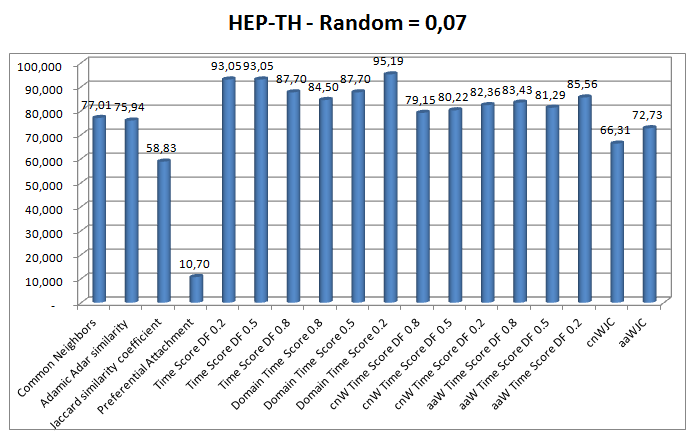 HEP-TH - Random = 0,07
100,000
90,000
80,000
70,000
60,000
50,000
40,000
30,000
20,000
10,000
-
77,01
75,94
58,83
10,70
93,05
93,05
87,70
84,50
87,70
95,19
79,15
80,22
82,36
83,43
81,29
85,56
66,31
72,73
Common Neighbors
Adamic Adar similarity
Jaccard similarity coefficient
Preferential Attachment
Time Score DF 0.2
Time Score DF 0.5
Time Score DF 0.8
Domain Time Score 0.8
Domain Time Score 0.5
Domain Time Score 0.2
cnW Time Score DF 0.8
cnW Time Score DF 0.5
cnW Time Score DF 0.2
aaW Time Score DF 0.8
aaW Time Score DF 0.5
aaW Time Score DF 0.2
cnWJC
aaWJC